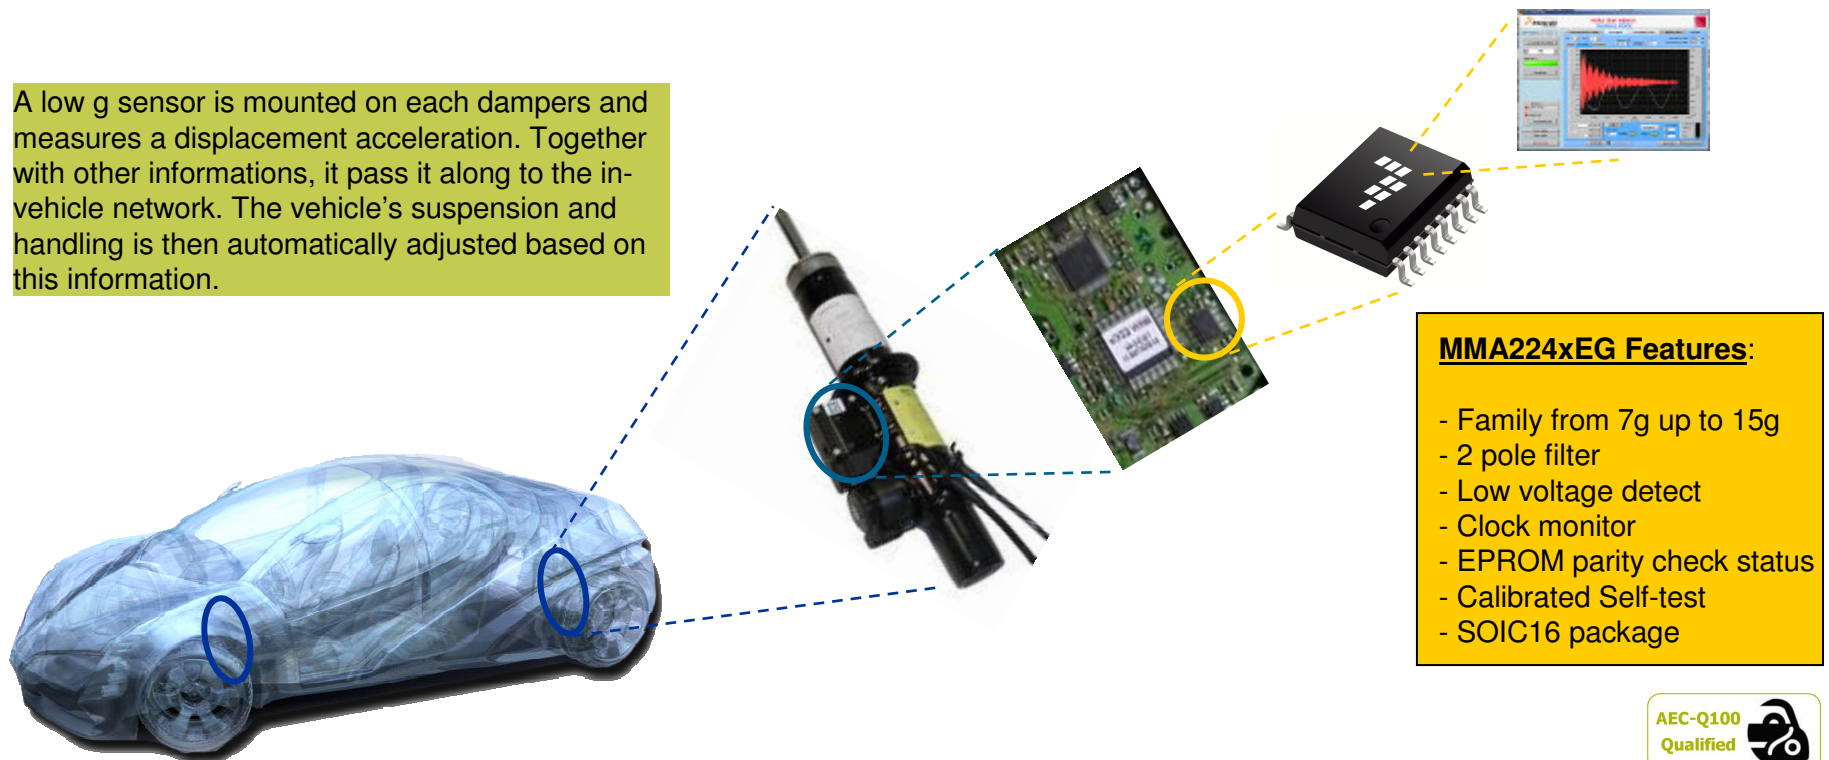 A low g sensor is mounted on each dampers and
measures a displacement acceleration. Together
with other informations, it pass it along to the in-
vehicle network. The vehicle's suspension and
handling is then automatically adjusted based on
this information.
MMA224xEG Features:
- Family from 7g up to 15g
- 2 pole filter
- Low voltage detect
- Clock monitor
- EPROM parity check status
- Calibrated Self-test
- SOIC16 package
AEC-Q100
Qualified